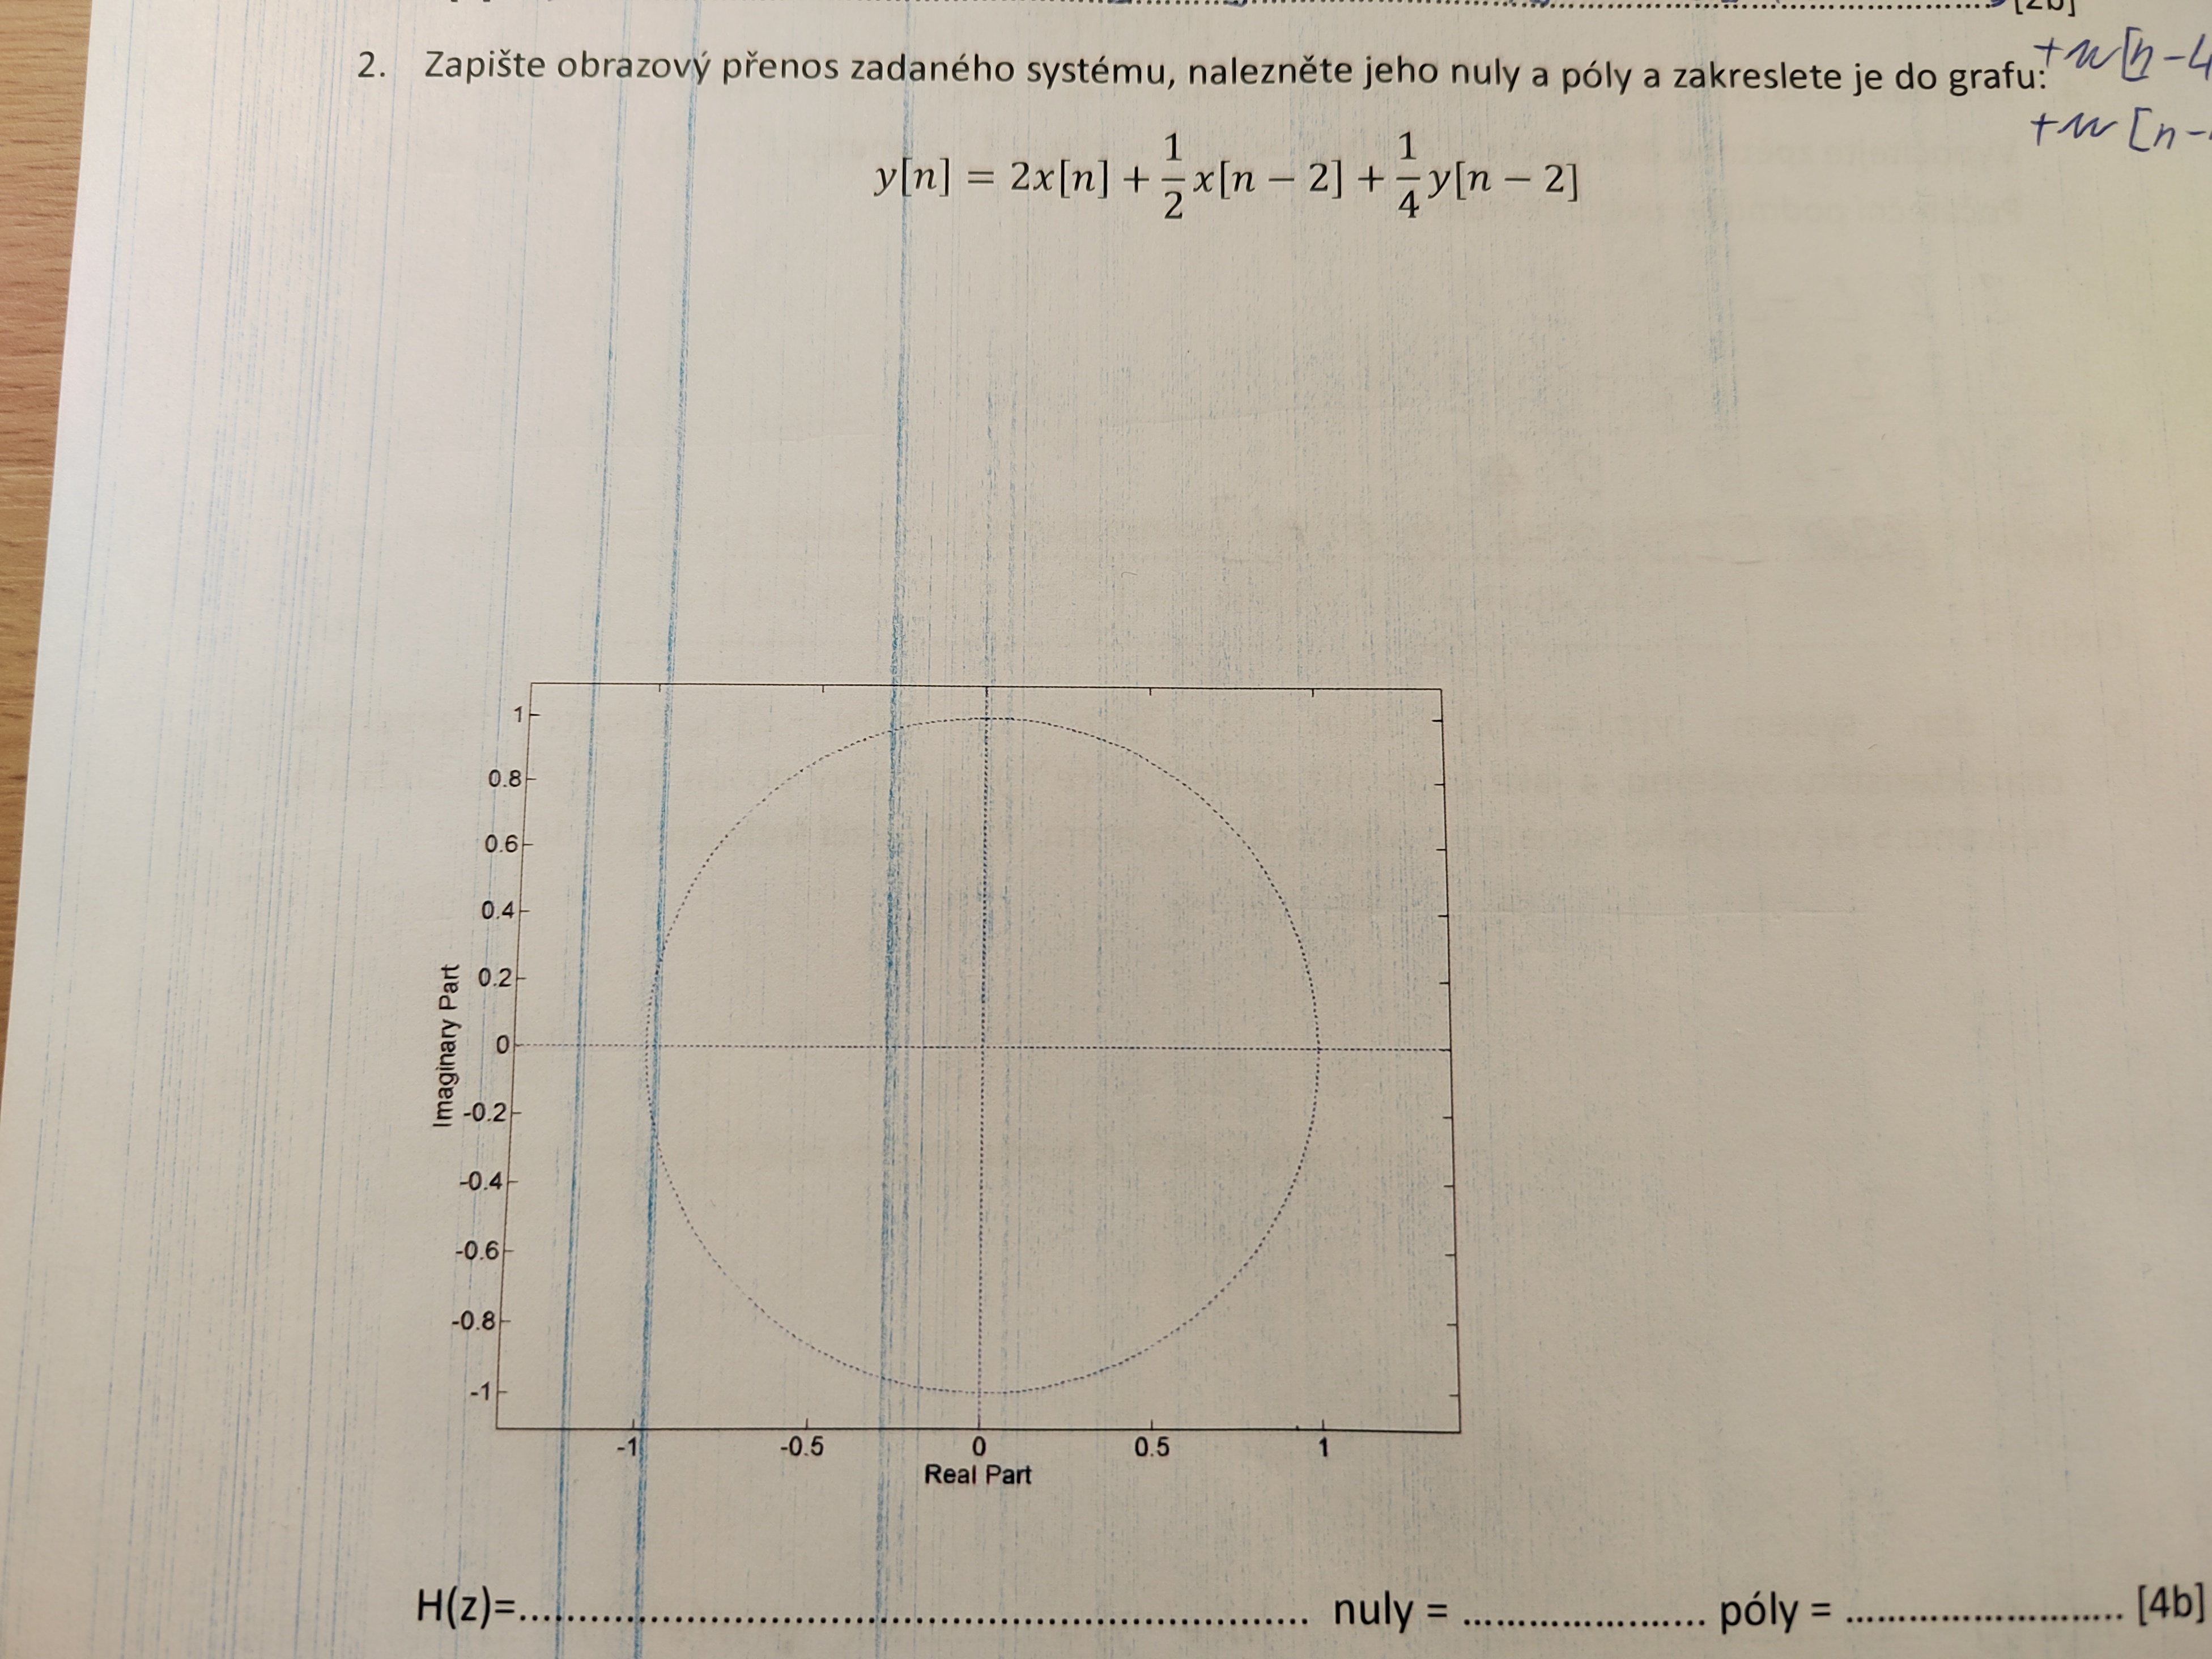 [2b]
2. Zapište obrazový přenos zadaného systému, nalezněte jeho nuly a póly a zakreslete je do grafu:
+u[n-4
+u[n-
y[n] = 2x[n] + 1/2 x[n − 2] + 1/4 y[n − 2]
1
0.8
0.6
0.4
0.2
0
-0.2
-0.4
-0.6
-0.8
-1
Imaginary Part
-1 -0.5 0 0.5 1
Real Part
H(z)=.................................................................... nuly = ..................... póly = ........................ [4b]